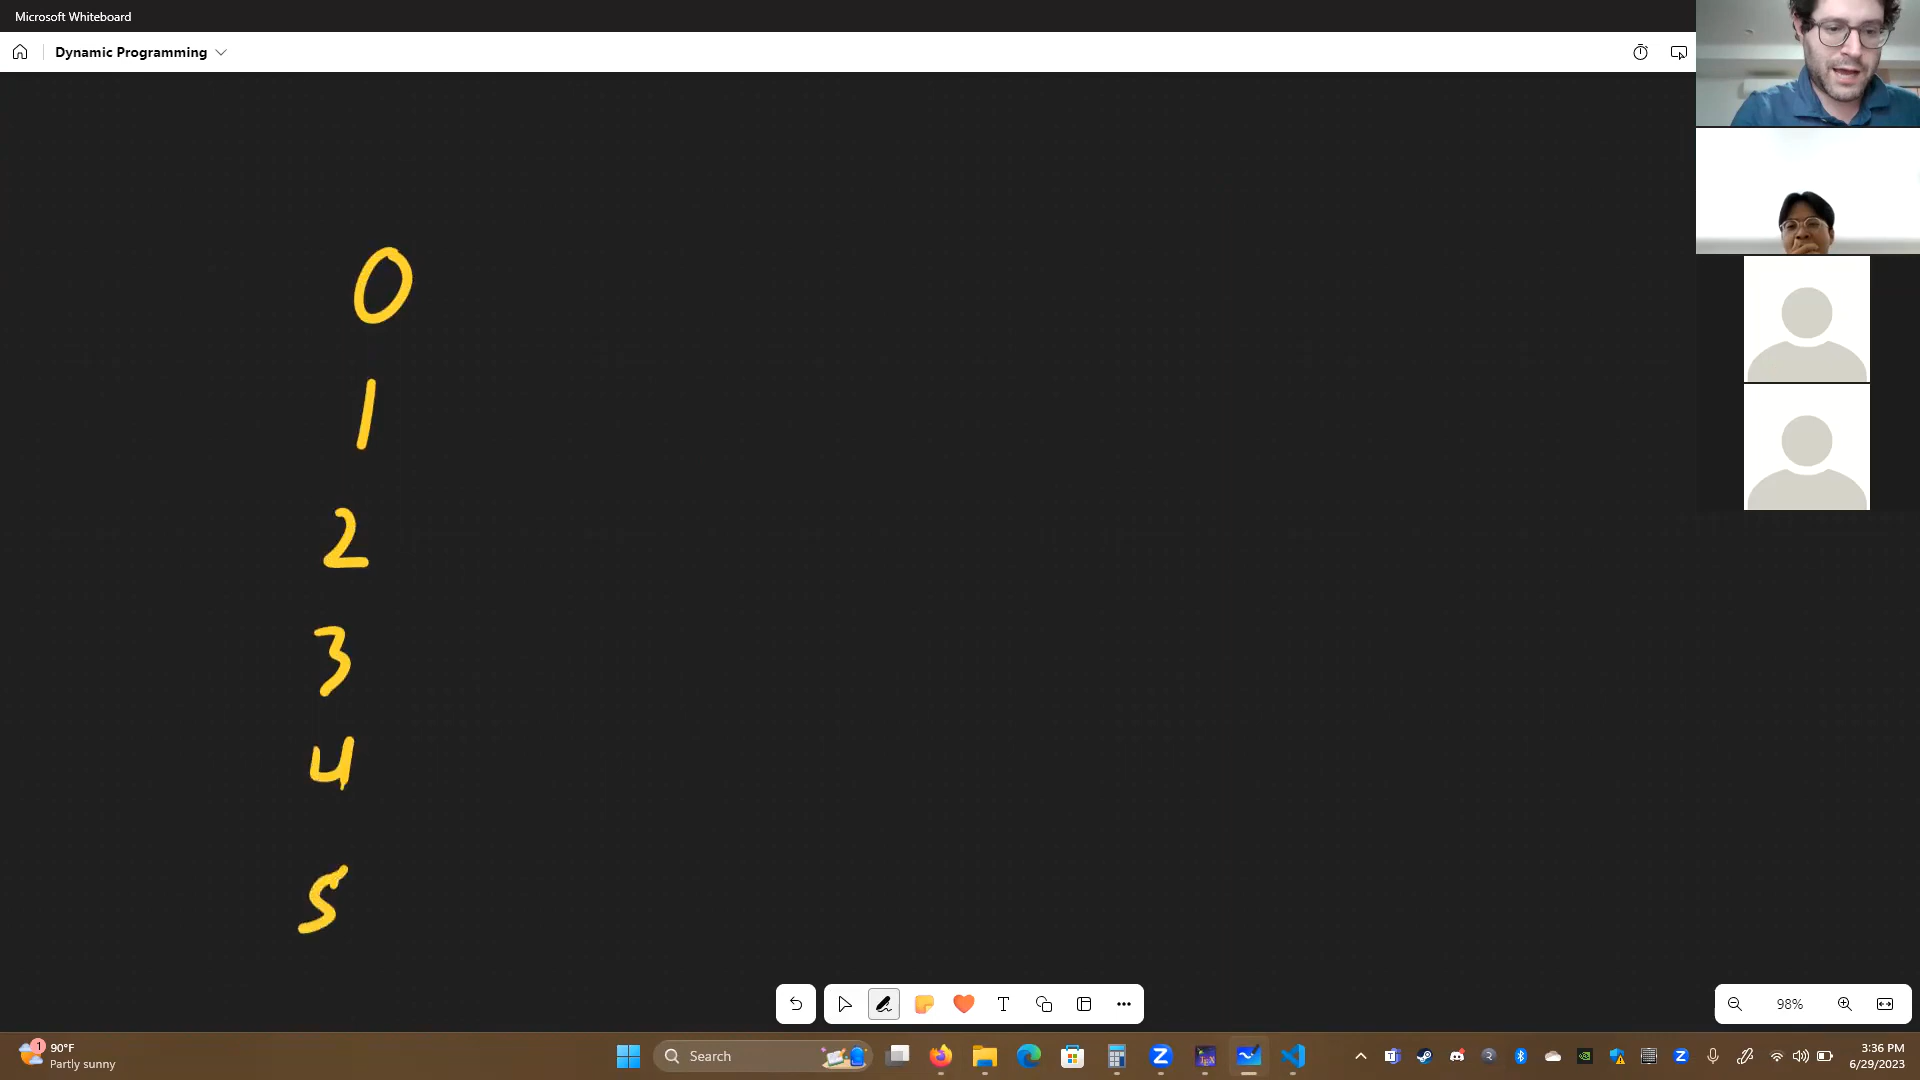 Microsoft Whiteboard
Dynamic Programming
0
1
2
3
4
5
98%
1
90°F
Partly sunny
Search
3:36 PM
6/29/2023